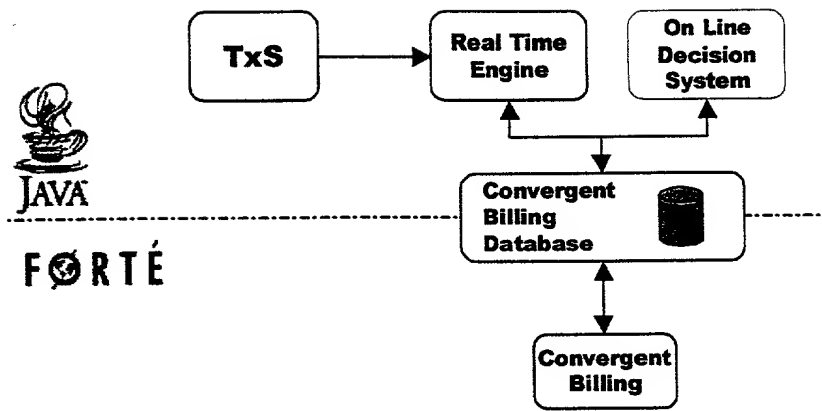 TxS
Real Time
Engine
On Line
Decision
System
JAVA
Convergent
Billing
Database
FORTÉ
Convergent
Billing